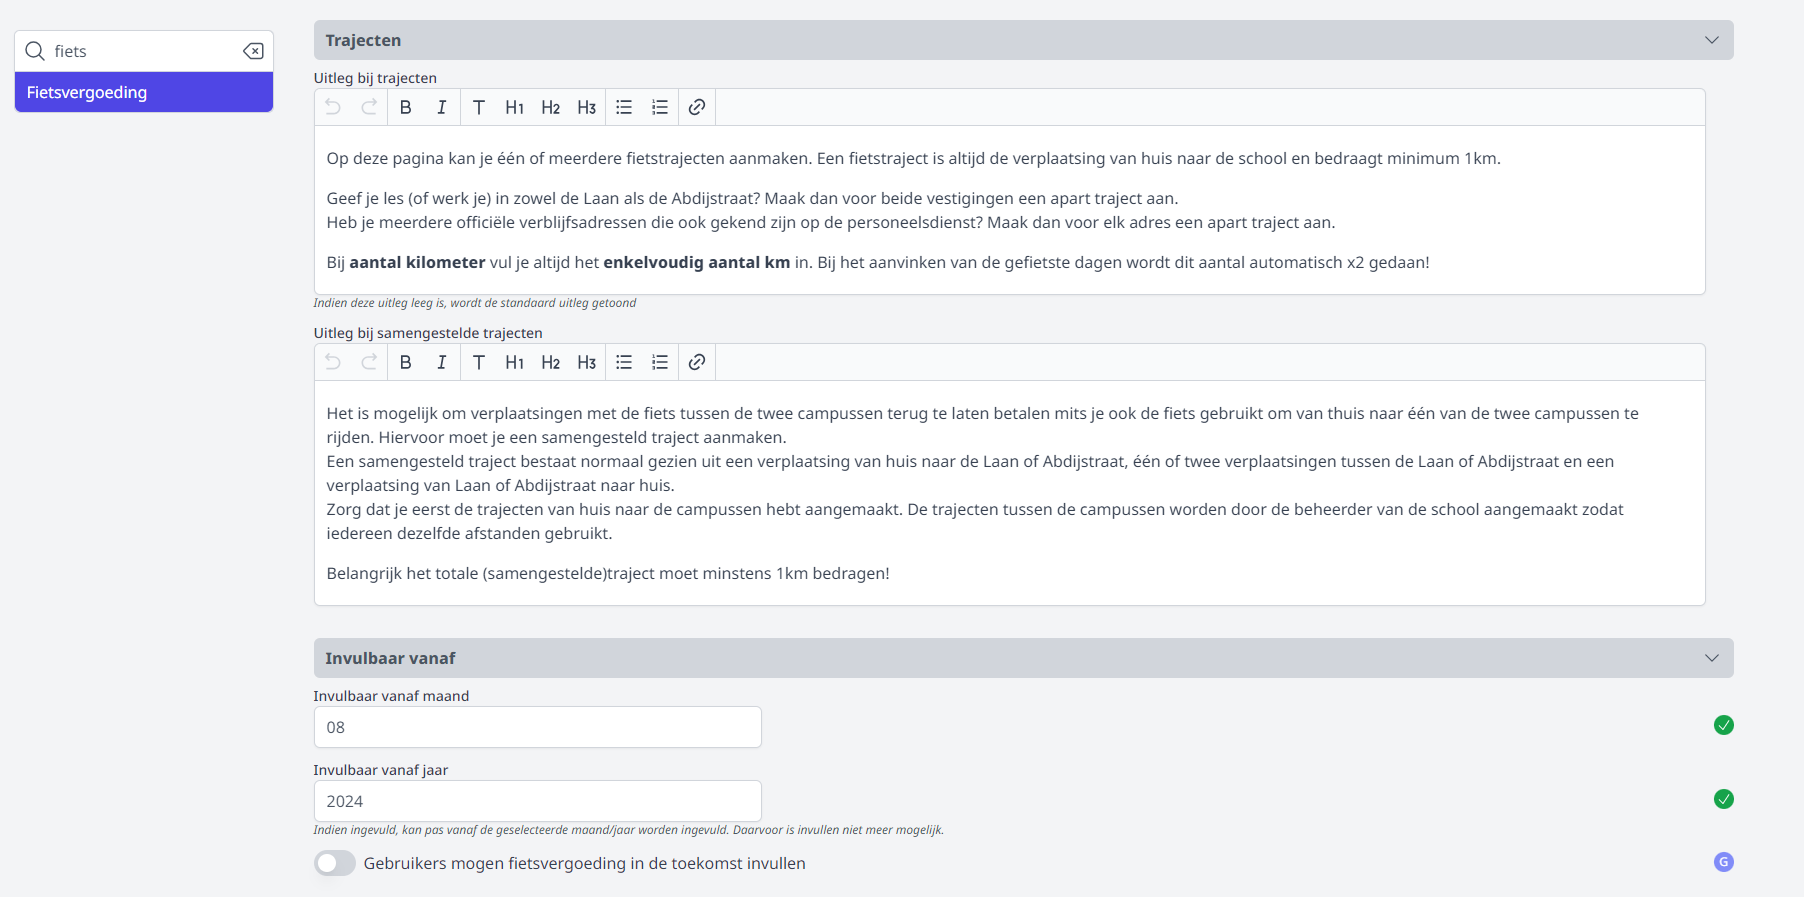 fiets
Fietsvergoeding
Trajecten
Uitleg bij trajecten
B I T H1 H2 H3
Op deze pagina kan je één of meerdere fietstrajecten aanmaken. Een fietstraject is altijd de verplaatsing van huis naar de school en bedraagt minimum 1km.
Geef je les (of werk je) in zowel de Laan als de Abdijstraat? Maak dan voor beide vestigingen een apart traject aan.
Heb je meerdere officiële verblijfsadressen die ook gekend zijn op de personeelsdienst? Maak dan voor elk adres een apart traject aan.
Bij aantal kilometer vul je altijd het enkelvoudig aantal km in. Bij het aanvinken van de gefietste dagen wordt dit aantal automatisch x2 gedaan!
Indien deze uitleg leeg is, wordt de standaard uitleg getoond
Uitleg bij samengestelde trajecten
B I T H1 H2 H3
Het is mogelijk om verplaatsingen met de fiets tussen de twee campussen terug te laten betalen mits je ook de fiets gebruikt om van thuis naar één van de twee campussen te
rijden. Hiervoor moet je een samengesteld traject aanmaken.
Een samengesteld traject bestaat normaal gezien uit een verplaatsing van huis naar de Laan of Abdijstraat, één of twee verplaatsingen tussen de Laan of Abdijstraat en een
verplaatsing van Laan of Abdijstraat naar huis.
Zorg dat je eerst de trajecten van huis naar de campussen hebt aangemaakt. De trajecten tussen de campussen worden door de beheerder van de school aangemaakt zodat
iedereen dezelfde afstanden gebruikt.
Belangrijk het totale (samengestelde)traject moet minstens 1km bedragen!
Invulbaar vanaf
Invulbaar vanaf maand
08
Invulbaar vanaf jaar
2024
Indien ingevuld, kan pas vanaf de geselecteerde maand/jaar worden ingevuld. Daarvoor is invullen niet meer mogelijk.
Gebruikers mogen fietsvergoeding in de toekomst invullen
G